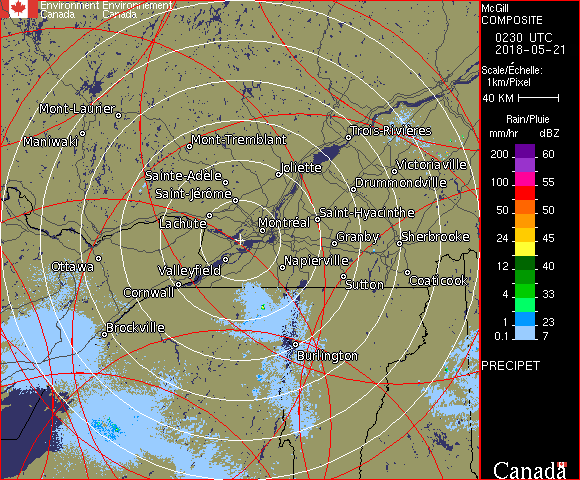 Environment Environnement
Canada Canada
McGill
COMPOSITE
0230 UTC
2018-05-21
Scale/Échelle:
1km/Pixel
40 KM
Rain/Pluie
mm/hr dBZ
200 60
150 57
100 55
50 50
24 45
12 40
4 33
1 23
0.1 7
PRECIPET
Canada
Mont-Laurier
Maniwaki
Mont-Tremblant
Trois-Rivières
Joliette
Victoriaville
Sainte-Adèle
Drummondville
Saint-Jérôme
Lachute
Montréal
Saint-Hyacinthe
Granby
Sherbrooke
Ottawa
Valleyfield
Napierville
Cornwall
Sutton
Coaticook
Brockville
Burlington